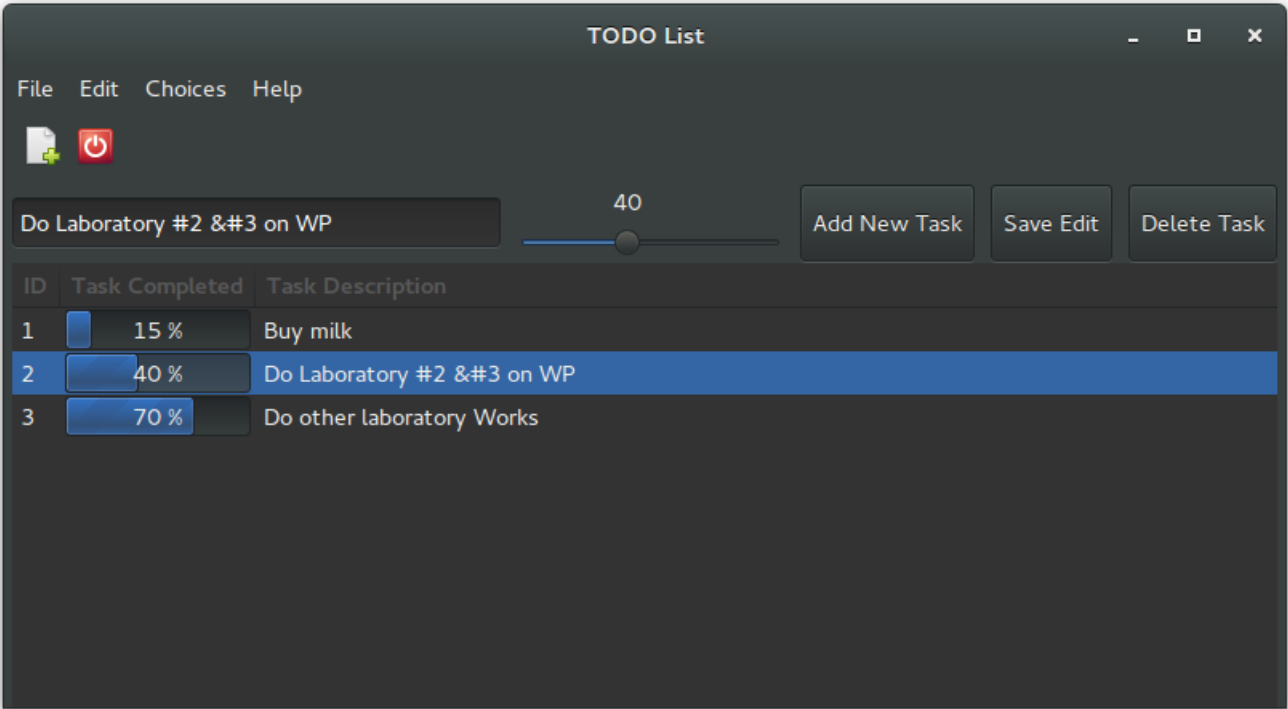 TODO List
File Edit Choices Help
40
Do Laboratory #2 &#3 on WP Add New Task Save Edit Delete Task
ID Task Completed Task Description
1 15 % Buy milk
2 40 % Do Laboratory #2 &#3 on WP
3 70 % Do other laboratory Works